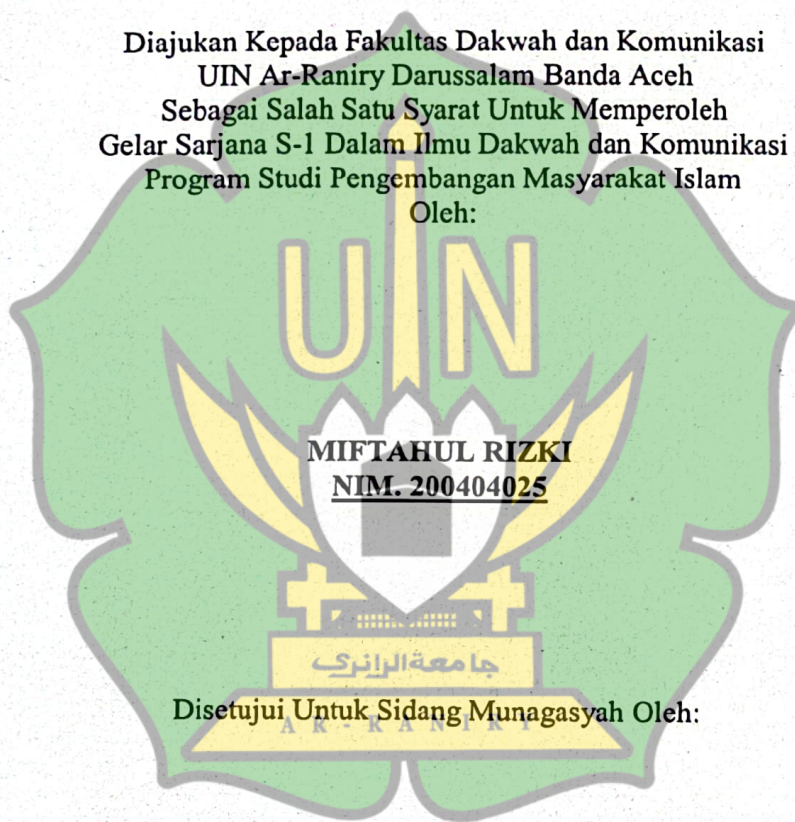 Diajukan Kepada Fakultas Dakwah dan Komunikasi
UIN Ar-Raniry Darussalam Banda Aceh
Sebagai Salah Satu Syarat Untuk Memperoleh
Gelar Sarjana S-1 Dalam Ilmu Dakwah dan Komunikasi
Program Studi Pengembangan Masyarakat Islam
Oleh:
UIN
MIFTAHUL RIZKI
NIM. 200404025
جامعةالرانري
Disetujui Untuk Sidang Munagasyah Oleh:
AR-RANIRY